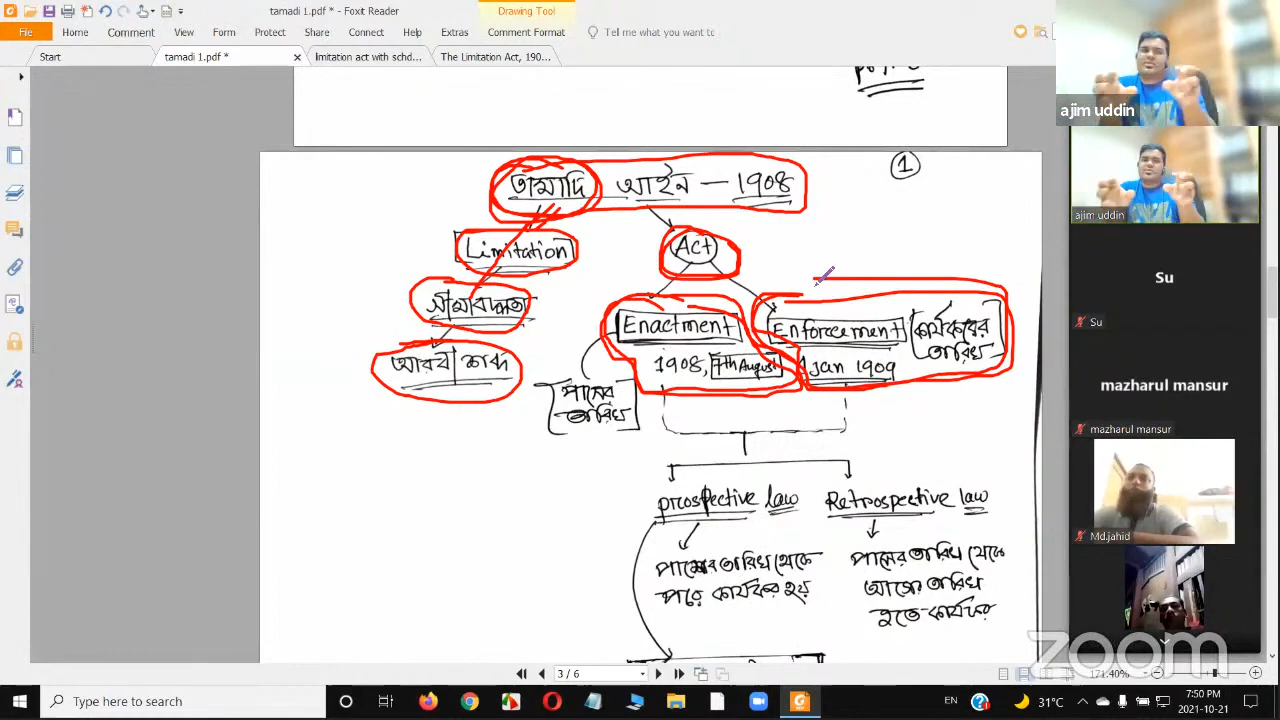 tamadi 1.pdf * - Foxit Reader
Drawing Tool
File
Home
Comment
View
Form
Protect
Share
Connect
Help
Extras
Comment Format
Tell me what you want to
Start
tamadi 1.pdf *
limitation act with schd...
The Limitation Act, 190...
তামাদি আইন — 1908
1
Limitation
Act
সীমাবদ্ধতা
আরবী শব্দ
Enactment
Enforcement
কার্যকরের তারিখ
1908, 7th August
1 Jan 1909
পাসের
তারিখ
prospective law
Retrospective law
পাসের তারিখ থেকে
পরে কার্যকর হয়
পাসের তারিখ থেকে
আগের তারিখ
হতে কার্যকর
ajim uddin
ajim uddin
Su
Su
mazharul mansur
mazharul mansur
Md.jahid
zoom
3 / 6
171.40%
Type here to search
EN
31°C
7:50 PM
2021-10-21